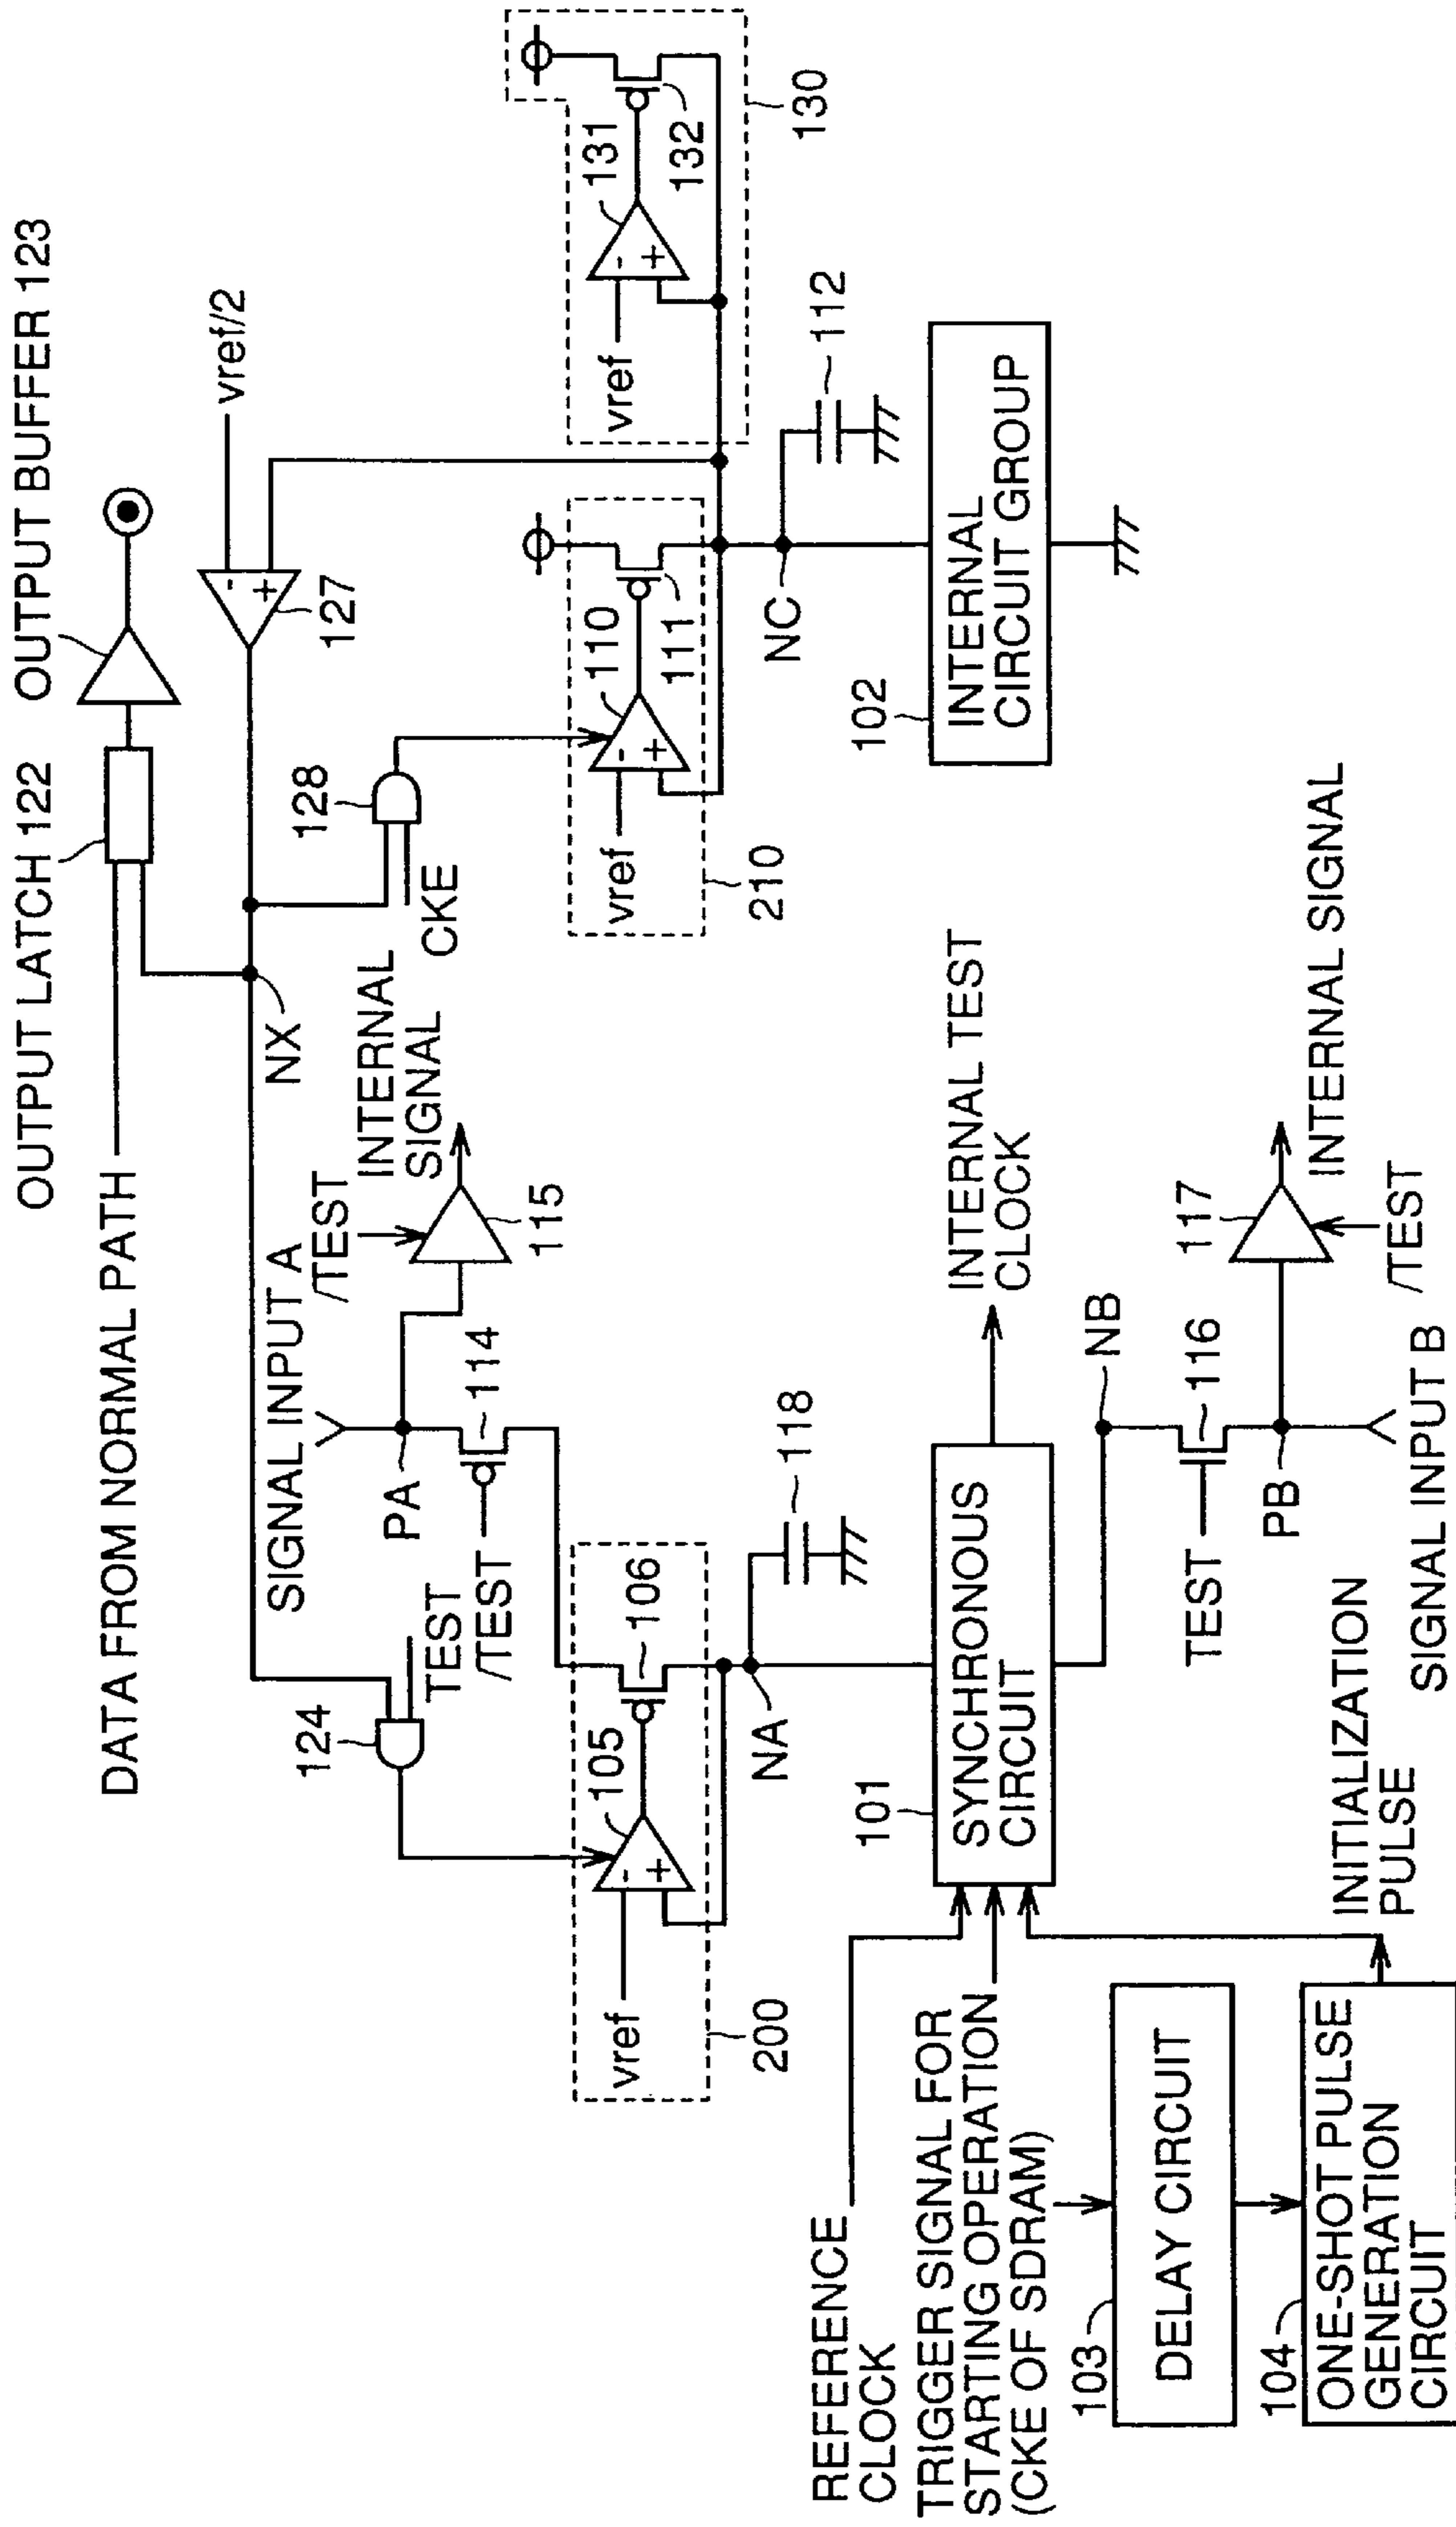 OUTPUT LATCH 122
OUTPUT BUFFER 123
DATA FROM NORMAL PATH
vref/2
-
+
127
NX
SIGNAL INPUT A
/TEST
INTERNAL
SIGNAL
115
PA
114
/TEST
TEST
124
128
CKE
vref
-
+
105
106
200
NA
118
vref
-
+
110
111
210
vref
-
+
131
132
130
NC
112
102
INTERNAL
CIRCUIT GROUP
REFERENCE
CLOCK
TRIGGER SIGNAL FOR
STARTING OPERATION
(CKE OF SDRAM)
101
SYNCHRONOUS
CIRCUIT
INTERNAL TEST
CLOCK
103
DELAY CIRCUIT
104
ONE-SHOT PULSE
GENERATION
CIRCUIT
INITIALIZATION
PULSE
NB
TEST
116
PB
SIGNAL INPUT B
117
/TEST
INTERNAL SIGNAL